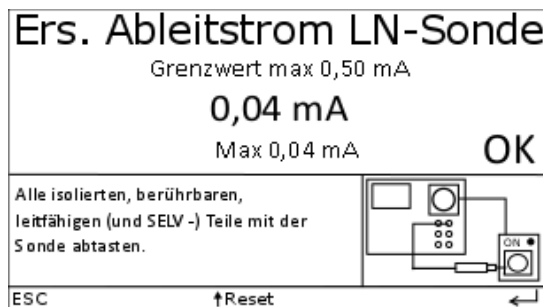 Ers. Ableitstrom LN-Sonde
Grenzwert max 0,50 mA
0,04 mA
Max 0,04 mA
OK
Alle isolierten, berührbaren,
leitfähigen (und SELV -) Teile mit der
Sonde abtasten.
ON
ESC
↑Reset